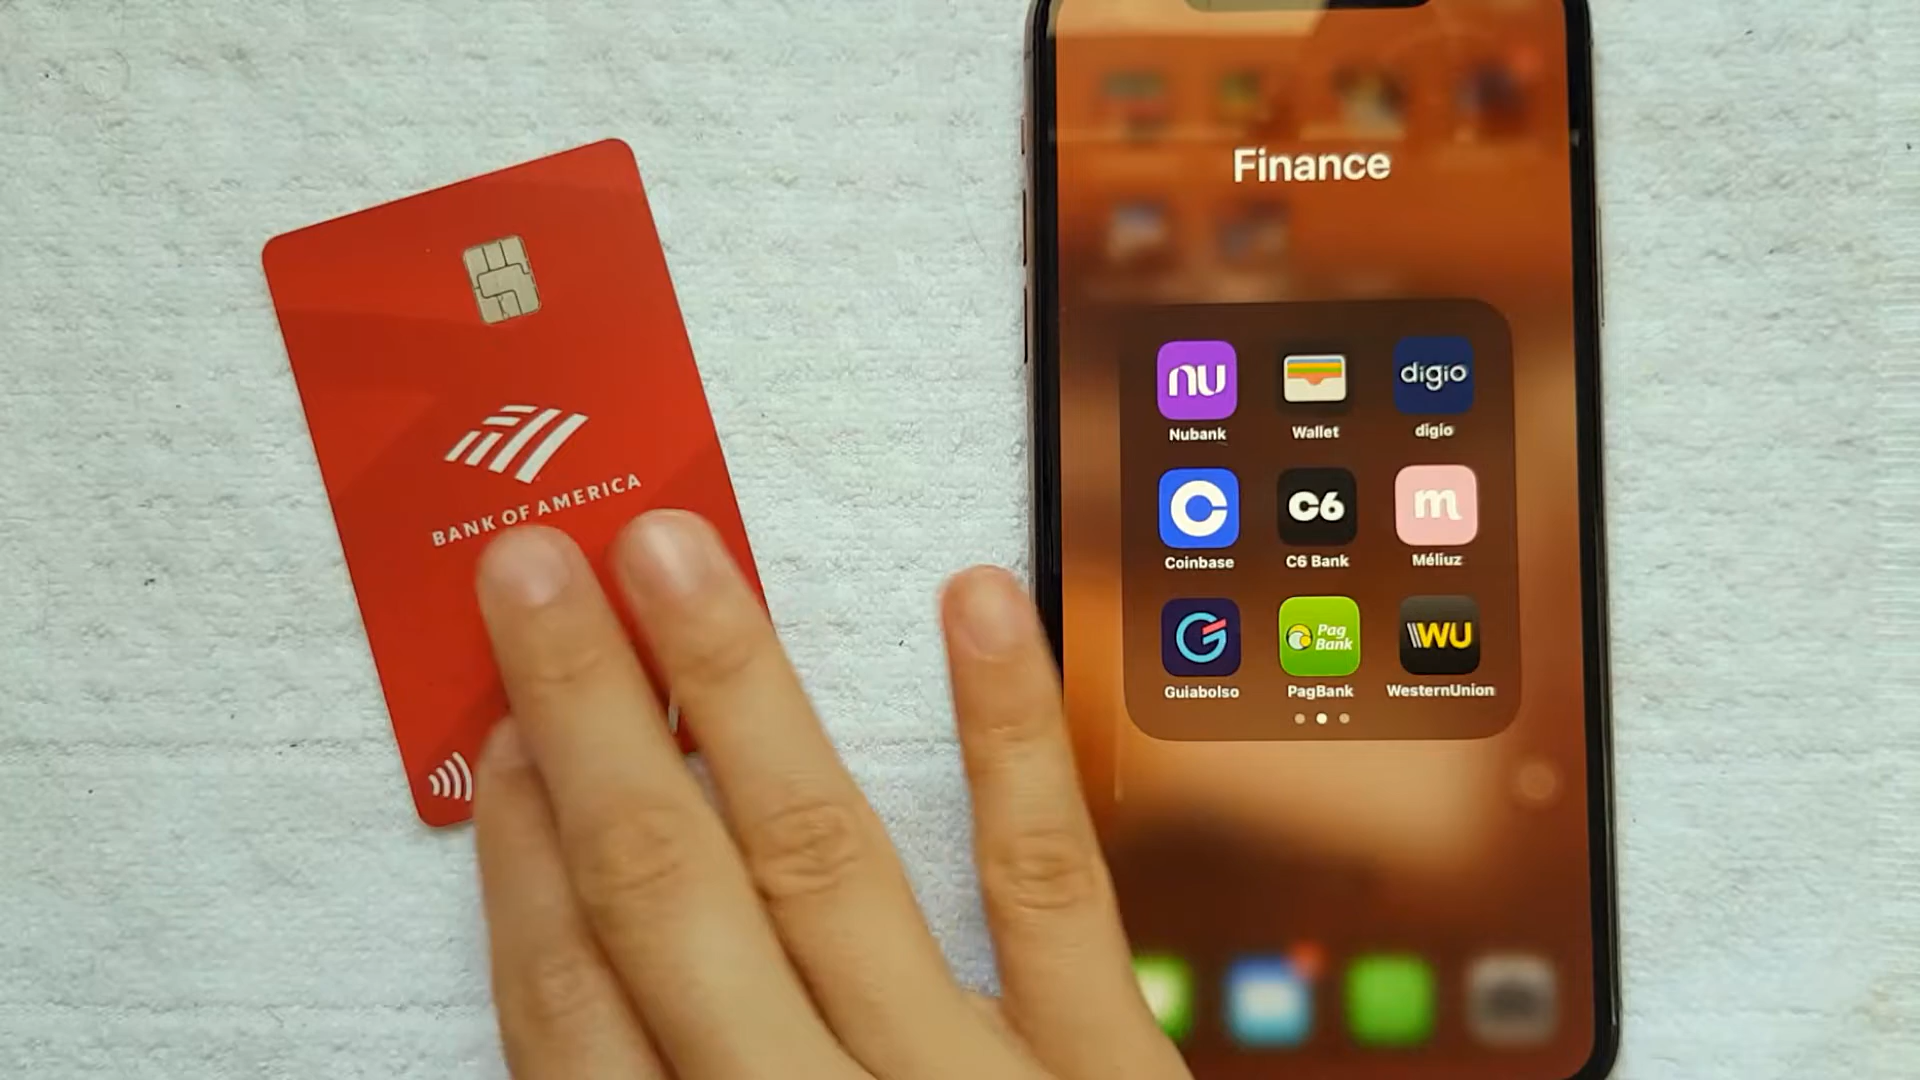 BANK OF AMERICA
Finance
nu
digio
Nubank
Wallet
digio
C6
m
Coinbase
C6 Bank
Méliuz
Pag
Bank
WU
Guiabolso
PagBank
WesternUnion